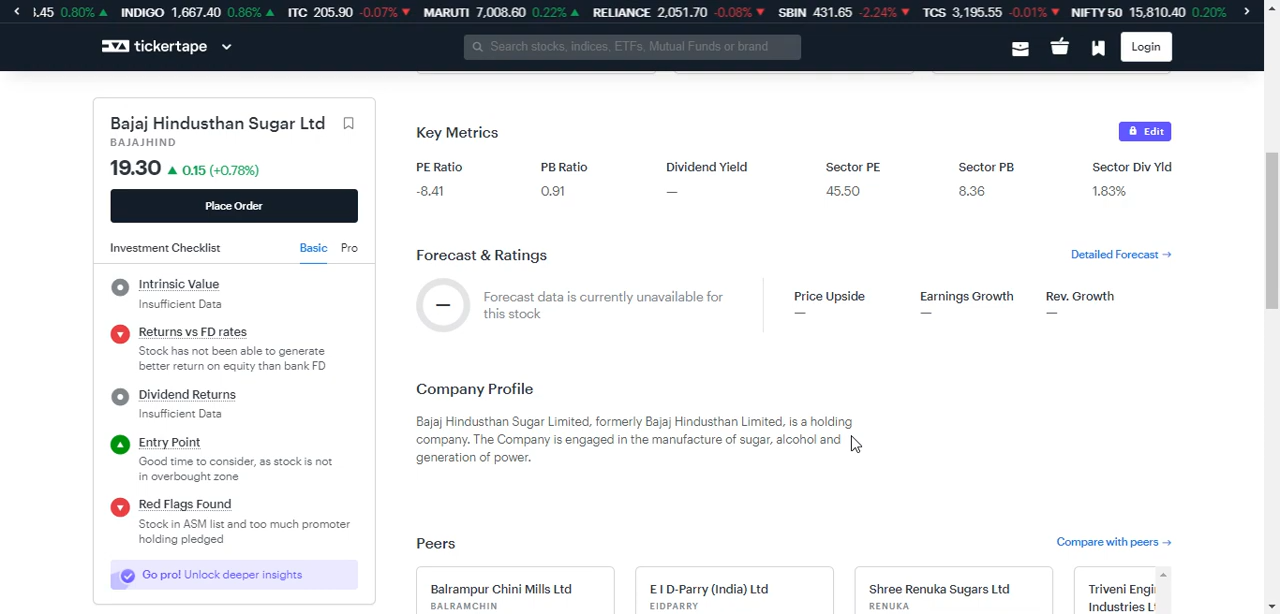 .45 0.80% INDIGO 1,667.40 0.86% ITC 205.90 -0.07% MARUTI 7,008.60 0.22% RELIANCE 2,051.70 -0.08% SBIN 431.65 -2.24% TCS 3,195.55 -0.01% NIFTY 50 15,810.40 0.20%
tickertape
Search stocks, indices, ETFs, Mutual Funds or brand
Login
Bajaj Hindusthan Sugar Ltd
BAJAJHIND
19.30 0.15 (+0.78%)
Place Order
Investment Checklist Basic Pro
Intrinsic Value
Insufficient Data
Returns vs FD rates
Stock has not been able to generate
better return on equity than bank FD
Dividend Returns
Insufficient Data
Entry Point
Good time to consider, as stock is not
in overbought zone
Red Flags Found
Stock in ASM list and too much promoter
holding pledged
Go pro! Unlock deeper insights
Key Metrics
Edit
PE Ratio PB Ratio Dividend Yield Sector PE Sector PB Sector Div Yld
-8.41 0.91 — 45.50 8.36 1.83%
Forecast & Ratings
Detailed Forecast →
Forecast data is currently unavailable for
this stock
Price Upside Earnings Growth Rev. Growth
— — —
Company Profile
Bajaj Hindusthan Sugar Limited, formerly Bajaj Hindusthan Limited, is a holding
company. The Company is engaged in the manufacture of sugar, alcohol and
generation of power.
Peers
Compare with peers →
Balrampur Chini Mills Ltd
BALRAMCHIN
E I D-Parry (India) Ltd
EIDPARRY
Shree Renuka Sugars Ltd
RENUKA
Triveni Engi
Industries L